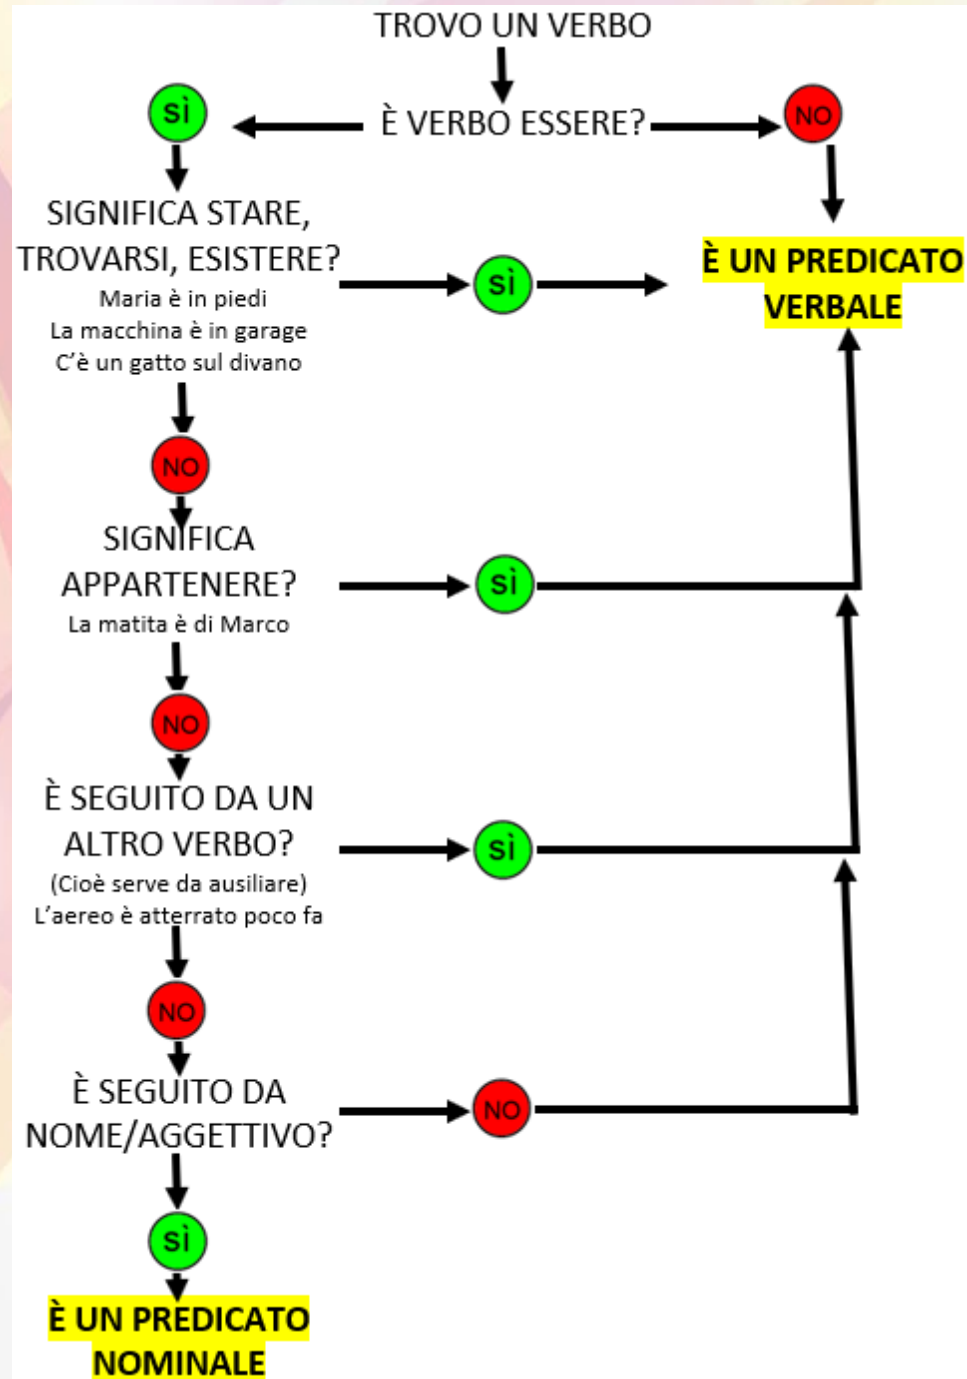 TROVO UN VERBO
SÌ
È VERBO ESSERE?
NO
SIGNIFICA STARE,
TROVARSI, ESISTERE?
Maria è in piedi
La macchina è in garage
C'è un gatto sul divano
SÌ
È UN PREDICATO
VERBALE
NO
SIGNIFICA
APPARTENERE?
La matita è di Marco
SÌ
NO
È SEGUITO DA UN
ALTRO VERBO?
(Cioè serve da ausiliare)
L'aereo è atterrato poco fa
SÌ
NO
È SEGUITO DA
NOME/AGGETTIVO?
NO
SÌ
È UN PREDICATO
NOMINALE